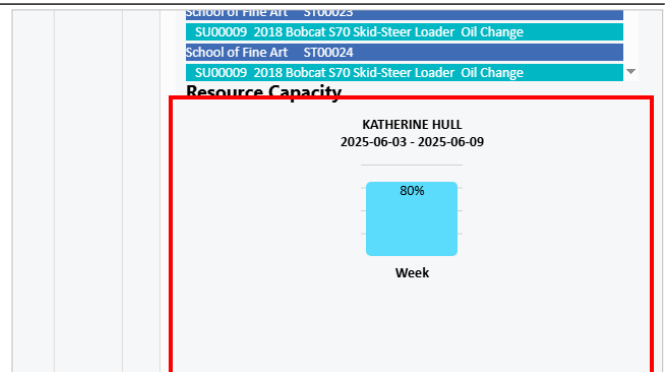 School of Fine Art ST00023
SU00009 2018 Bobcat S70 Skid-Steer Loader Oil Change
School of Fine Art ST00024
SU00009 2018 Bobcat S70 Skid-Steer Loader Oil Change
Resource Capacity
KATHERINE HULL
2025-06-03 - 2025-06-09
80%
Week